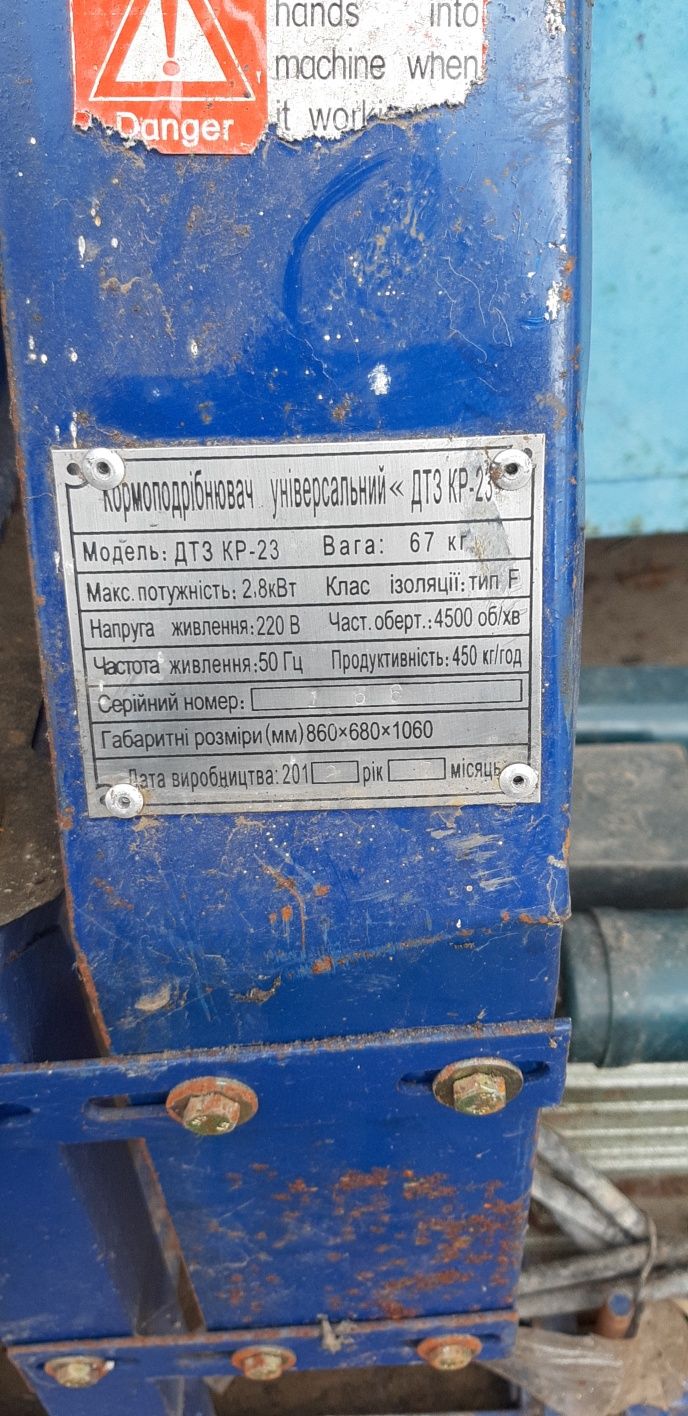 hands into
machine when
Danger
it
Кормоподрібнювач універсальний « ДТЗ КР-23
Модель: ДТЗ КР-23 Вага: 67 кг
Макс. потужність: 2,8кВт Клас ізоляції: тип F
Напруга живлення: 220 В Част. оберт.: 4500 об/хв
Частота живлення: 50 Гц Продуктивність: 450 кг/год
Серійний номер:
Габаритні розміри (мм) 860×680×1060
Дата виробництва: 201 рік місяць